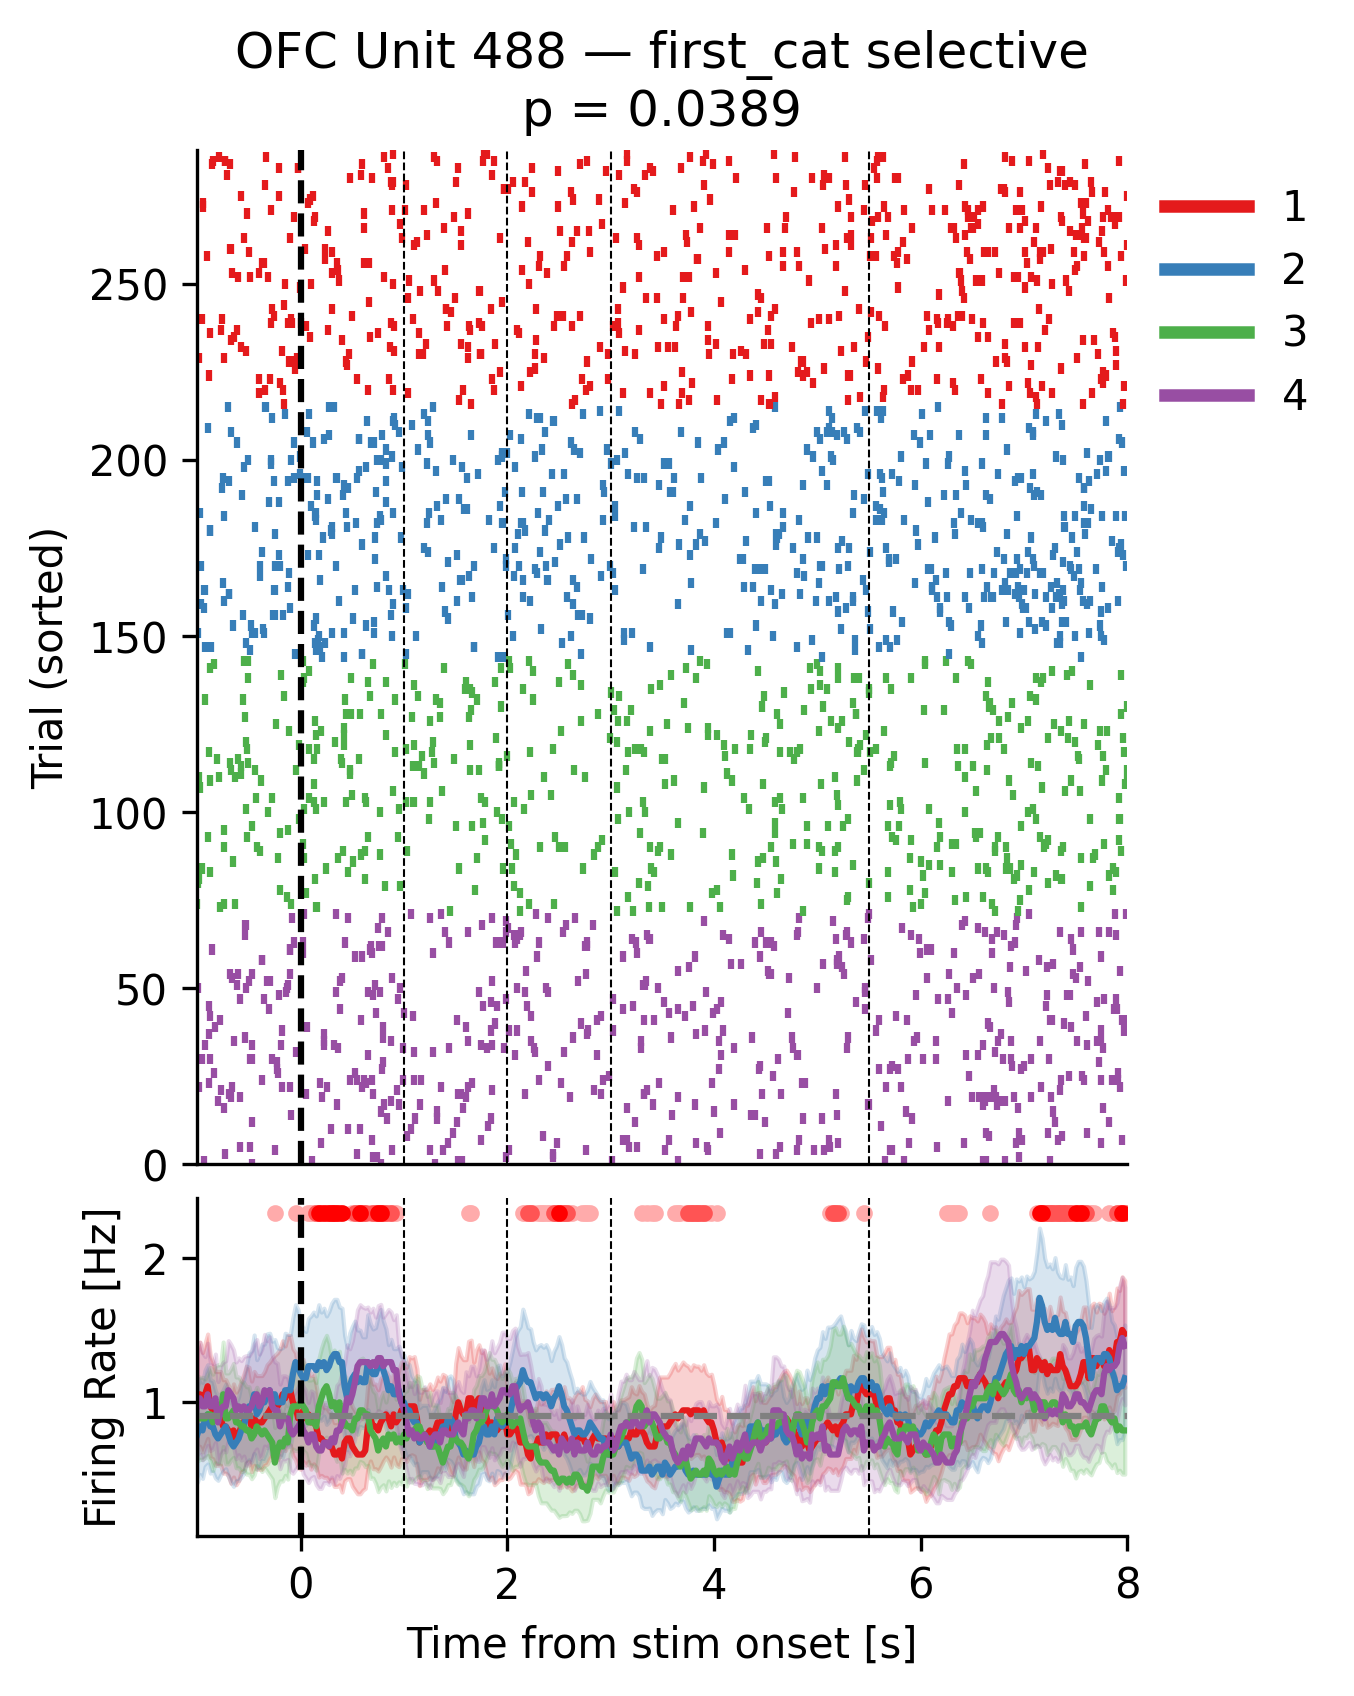 OFC Unit 488 — first_cat selective
p = 0.0389
1
2
3
4
Trial (sorted)
250
200
150
100
50
0
Firing Rate [Hz]
2
1
0 2 4 6 8
Time from stim onset [s]